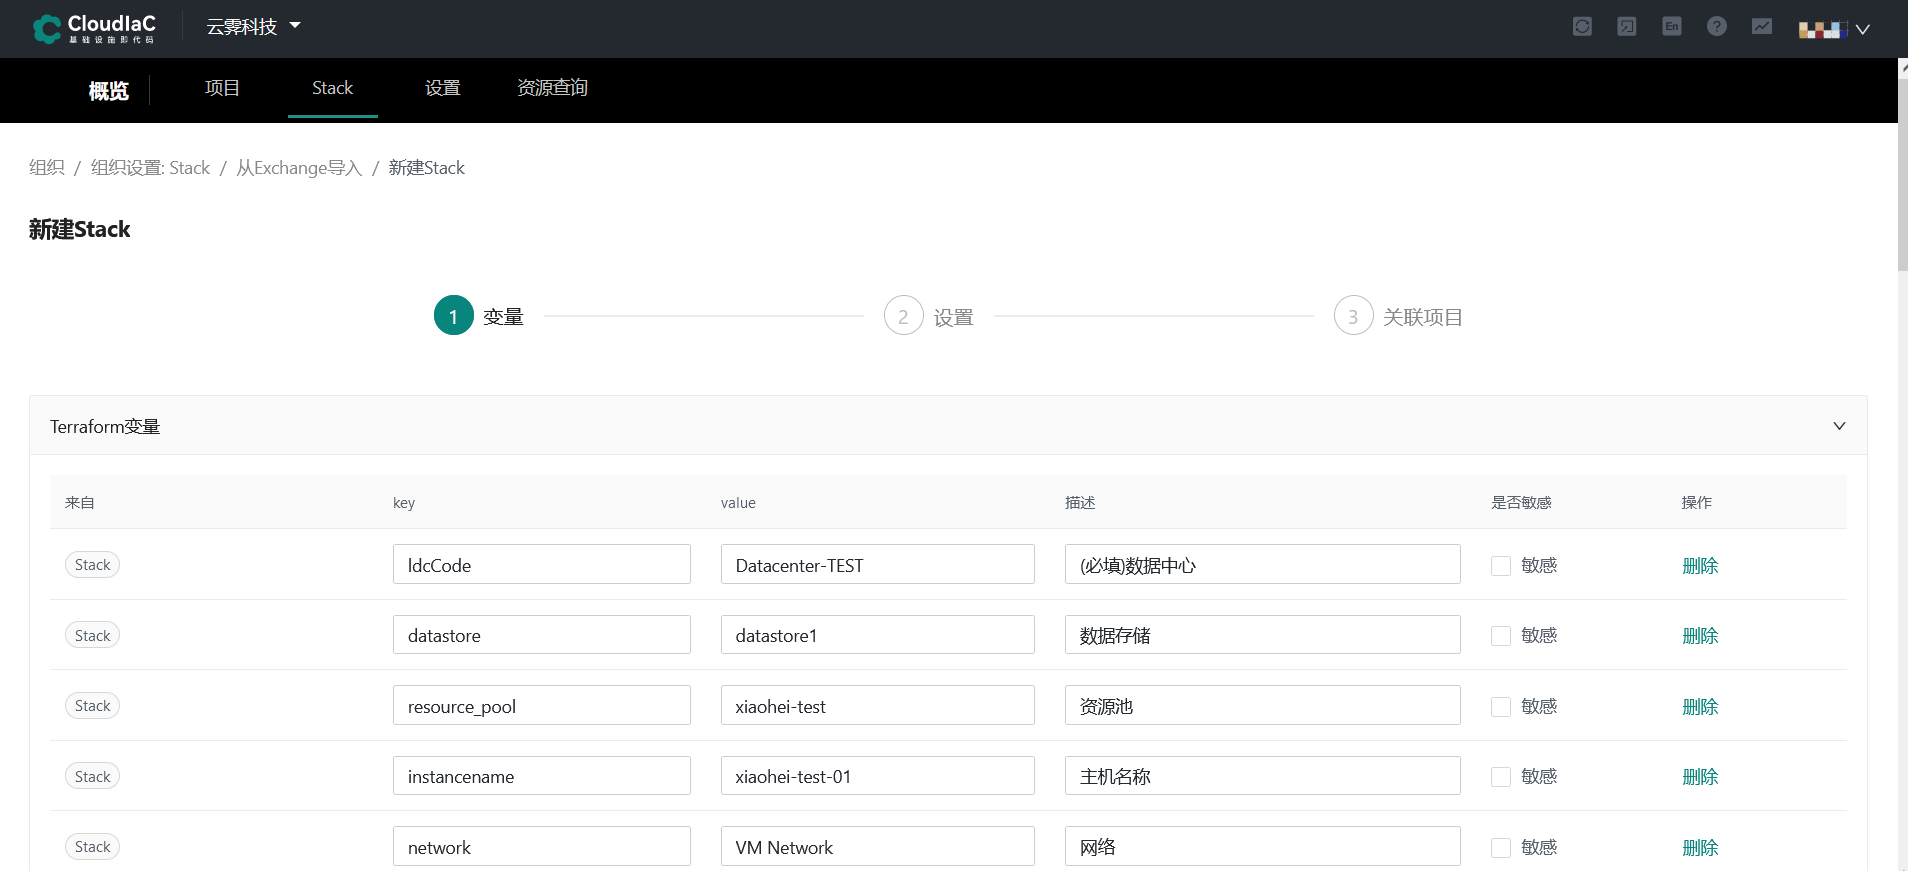 CloudIaC
基础设施即代码
云霁科技
En
?
概览
项目
Stack
设置
资源查询
组织 / 组织设置: Stack / 从Exchange导入 / 新建Stack
新建Stack
1 变量
2 设置
3 关联项目
Terraform变量
来自 key value 描述 是否敏感 操作
Stack ldcCode Datacenter-TEST (必填)数据中心 敏感 删除
Stack datastore datastore1 数据存储 敏感 删除
Stack resource_pool xiaohei-test 资源池 敏感 删除
Stack instancename xiaohei-test-01 主机名称 敏感 删除
Stack network VM Network 网络 敏感 删除